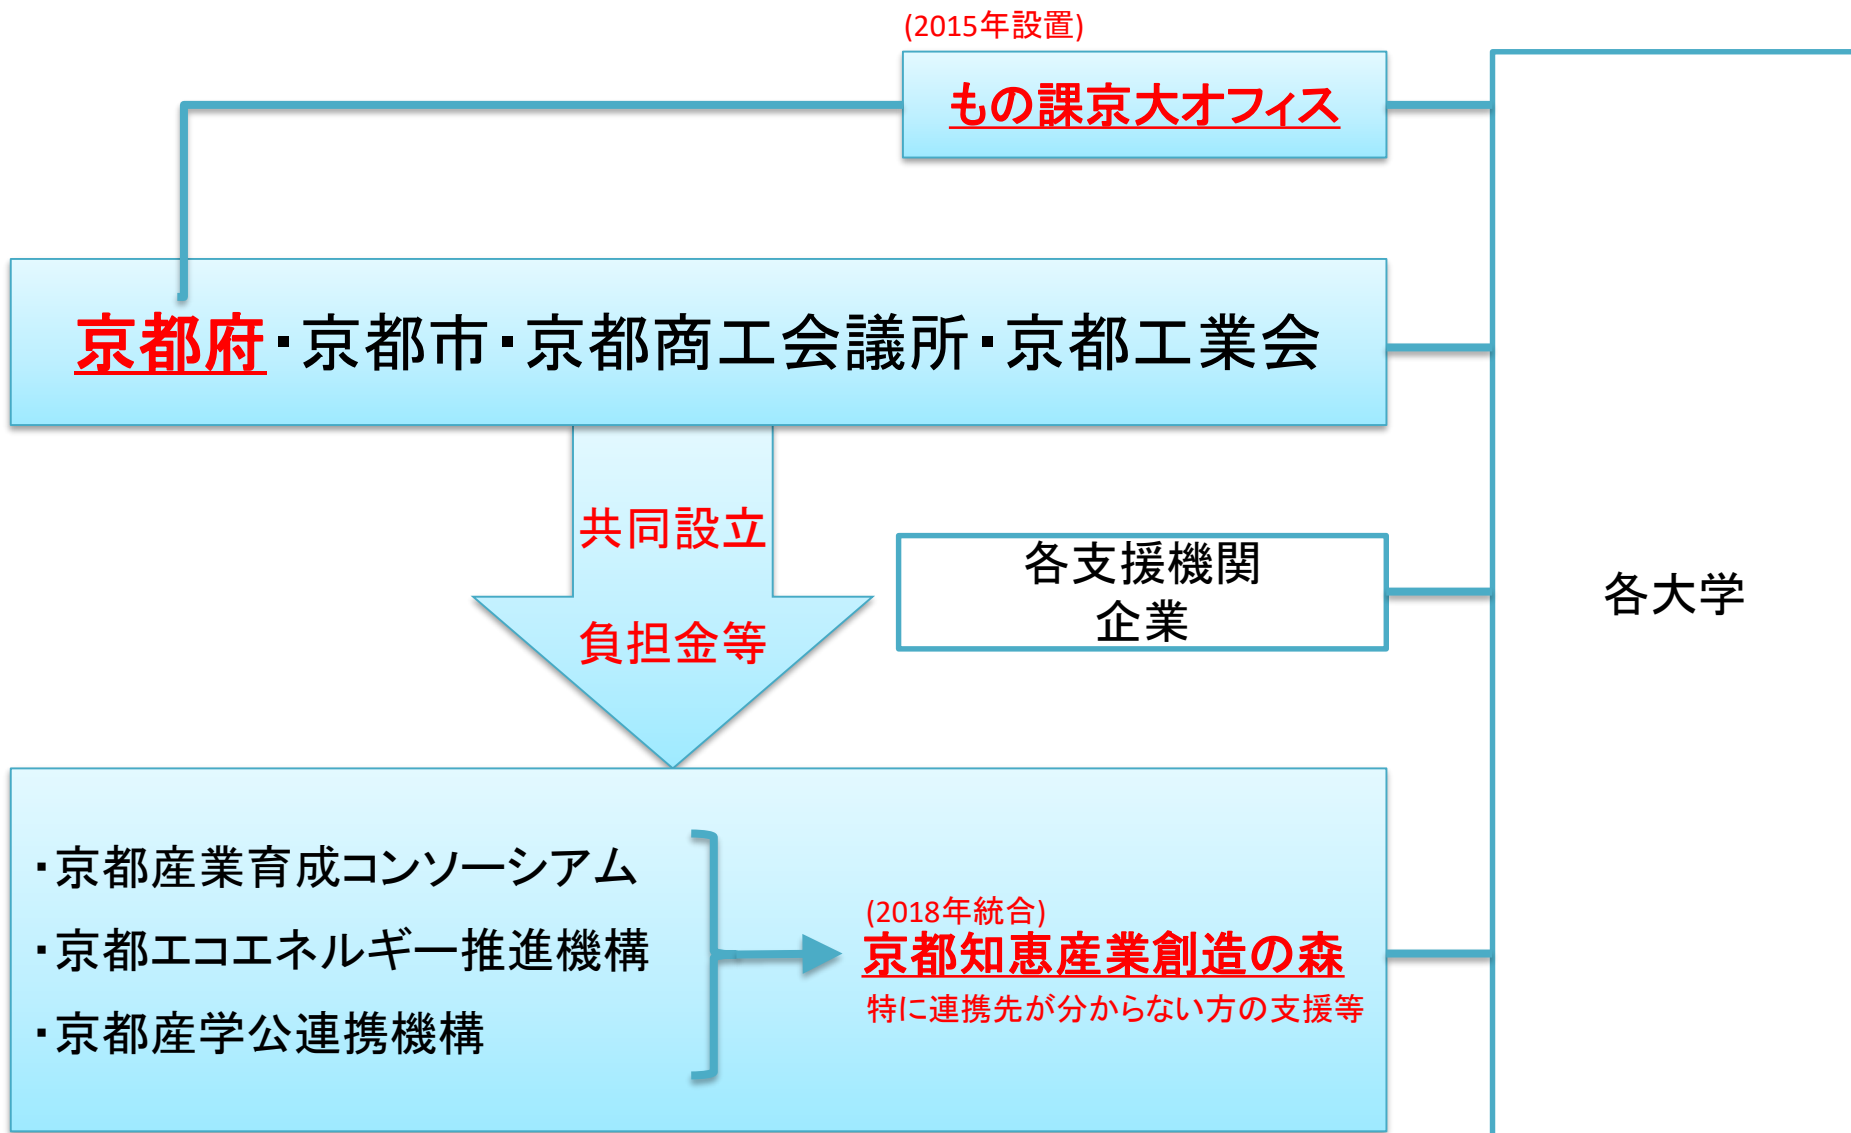 (2015年設置)
もの課京大オフィス
京都府・京都市・京都商工会議所・京都工業会
共同設立
負担金等
各支援機関
企業
各大学
・京都産業育成コンソーシアム
・京都エコエネルギー推進機構
・京都産学公連携機構
(2018年統合)
京都知恵産業創造の森
特に連携先が分からない方の支援等